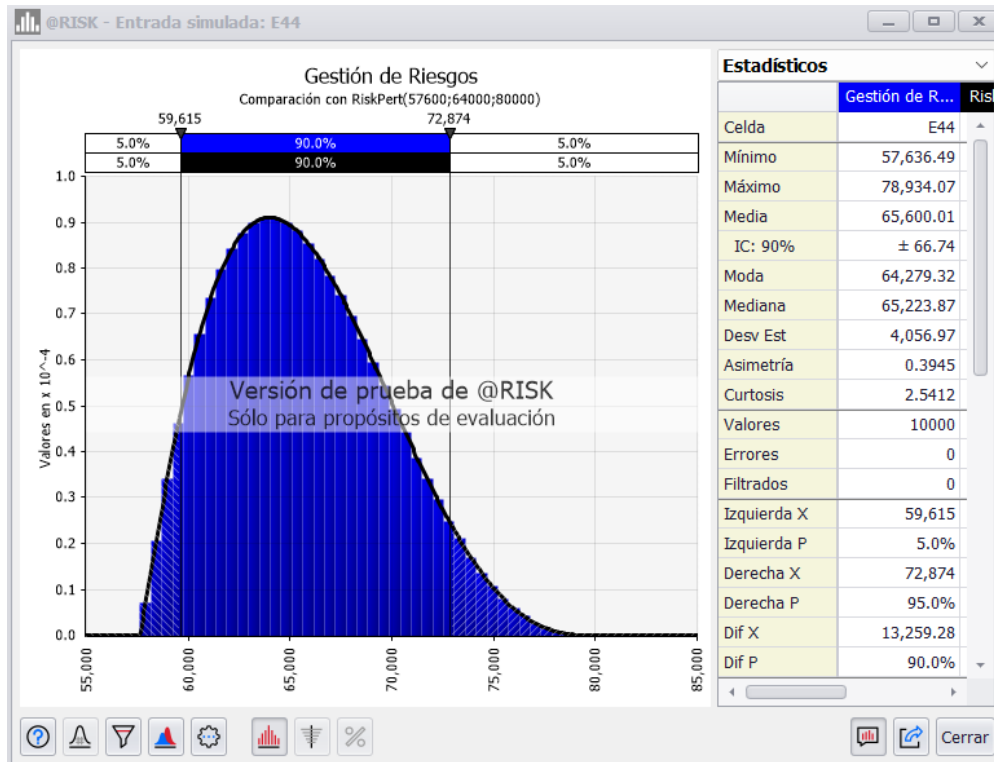 @RISK - Entrada simulada: E44
Gestión de Riesgos
Comparación con RiskPert(57600;64000;80000)
59,615 72,874
5.0% 90.0% 5.0%
5.0% 90.0% 5.0%
1.0
0.9
0.8
0.7
0.6
0.5
0.4
0.3
0.2
0.1
0.0
Valores en x 10^-4
Versión de prueba de @RISK
Sólo para propósitos de evaluación
55,000 60,000 65,000 70,000 75,000 80,000 85,000
Estadísticos
Gestión de R... Risk
Celda E44
Mínimo 57,636.49
Máximo 78,934.07
Media 65,600.01
IC: 90% ± 66.74
Moda 64,279.32
Mediana 65,223.87
Desv Est 4,056.97
Asimetría 0.3945
Curtosis 2.5412
Valores 10000
Errores 0
Filtrados 0
Izquierda X 59,615
Izquierda P 5.0%
Derecha X 72,874
Derecha P 95.0%
Dif X 13,259.28
Dif P 90.0%
Cerrar